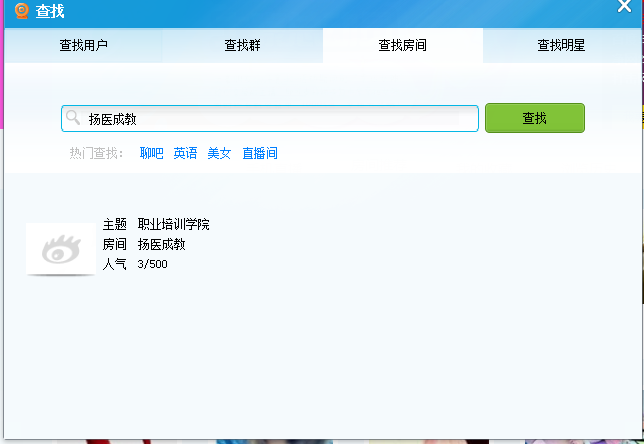 查找
查找用户 查找群 查找房间 查找明星
扬医成教 查找
热门查找： 聊吧 英语 美女 直播间
主题 职业培训学院
房间 扬医成教
人气 3/500